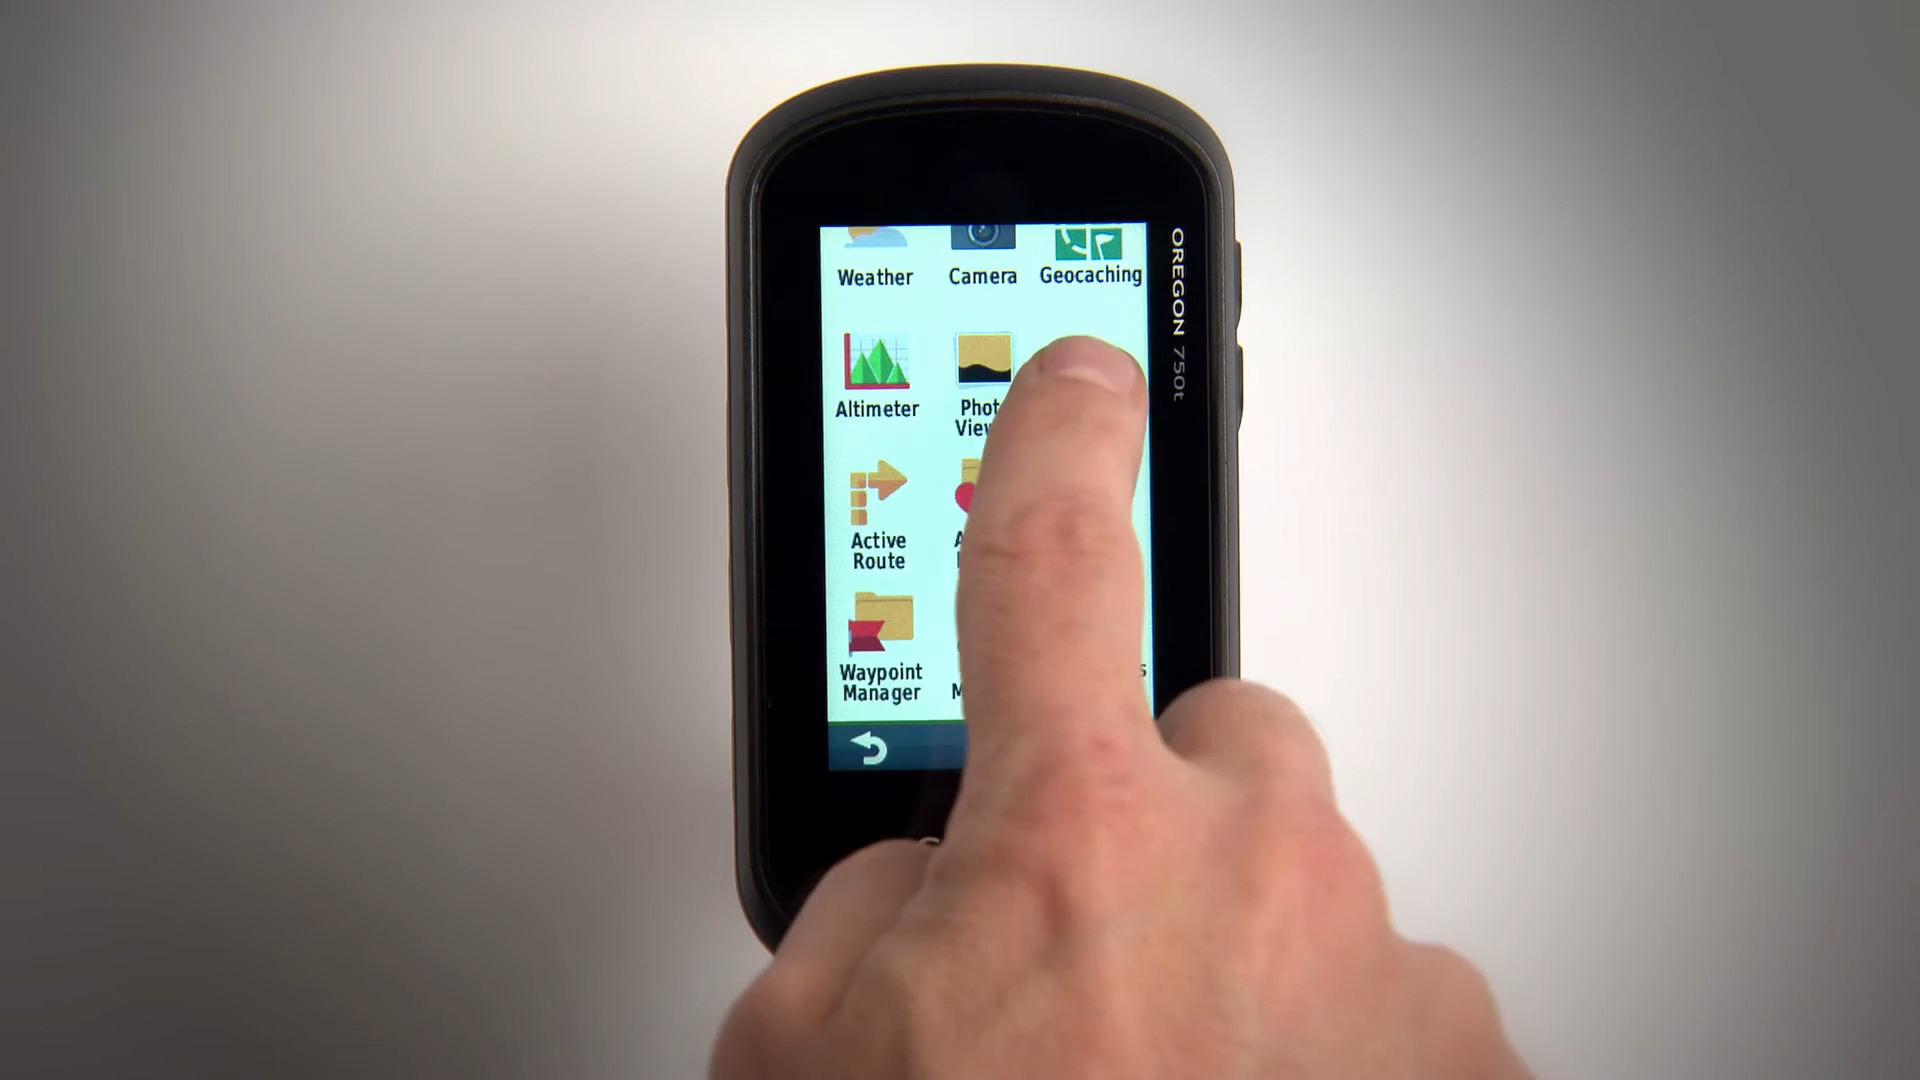 Weather
Camera
Geocaching
OREGON 750t
Altimeter
Active
Route
Waypoint
Manager